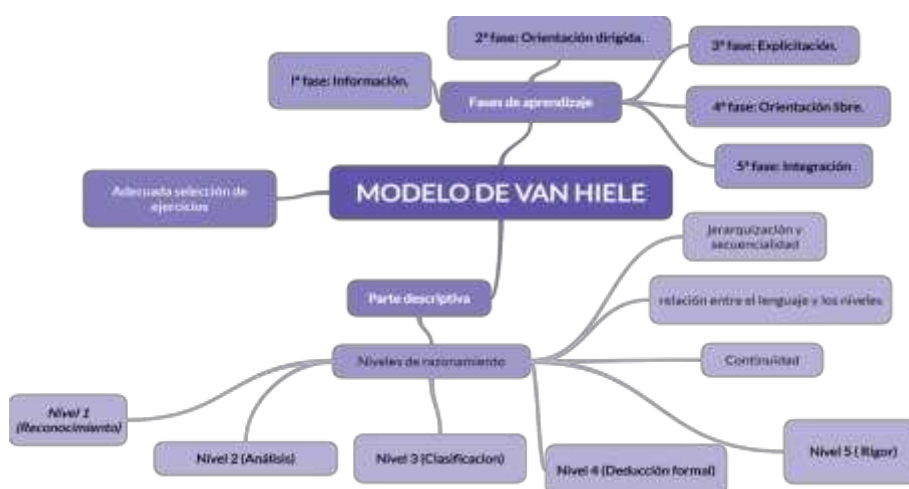 2ª fase: Orientación dirigida.
3ª fase: Explicitación.
1ª fase: Información.
Fases de aprendizaje
4ª fase: Orientación libre.
5ª fase: Integración
Adecuada selección de
ejercicios
MODELO DE VAN HIELE
Jerarquización y
secuencialidad
Parte descriptiva
relación entre el lenguaje y los niveles
Niveles de razonamiento
Continuidad
Nivel 1
(Reconocimiento)
Nivel 2 (Análisis)
Nivel 3 (Clasificacion)
Nivel 4 (Deducción formal)
Nivel 5 ( Rigor)